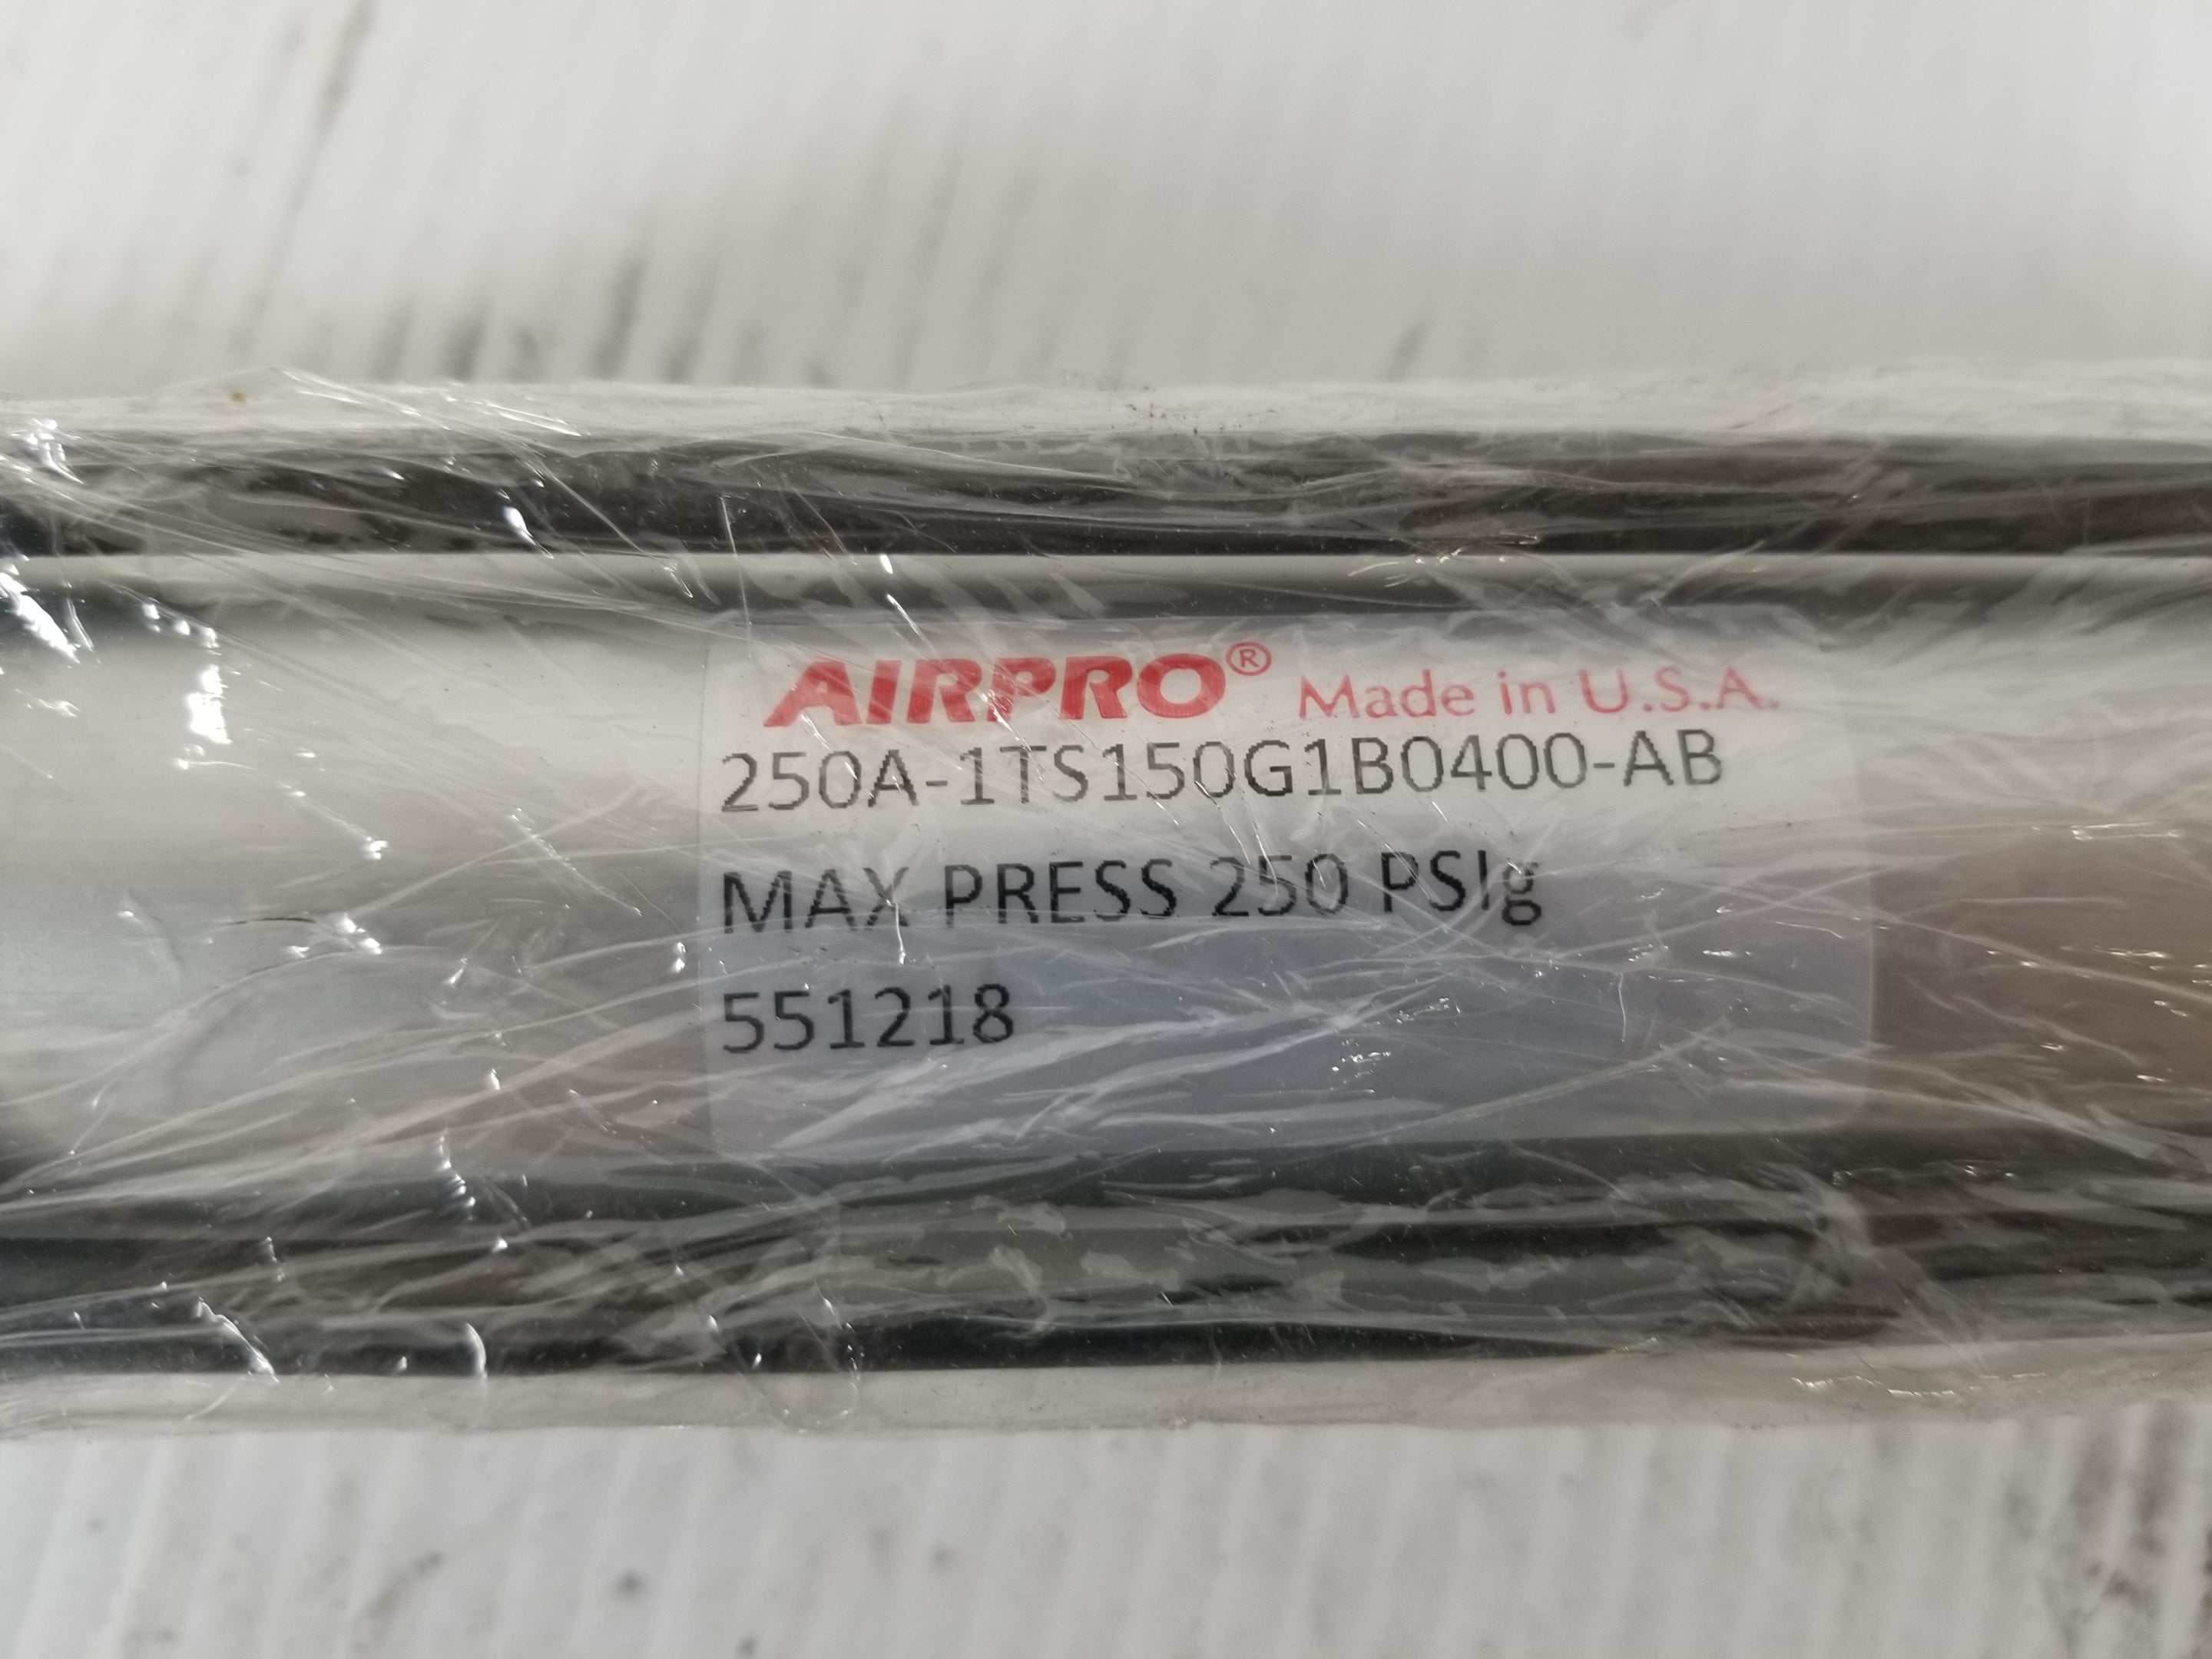 AIRPRO® Made in U.S.A.
250A-1TS150G1B0400-AB
MAX PRESS 250 PSIg
551218